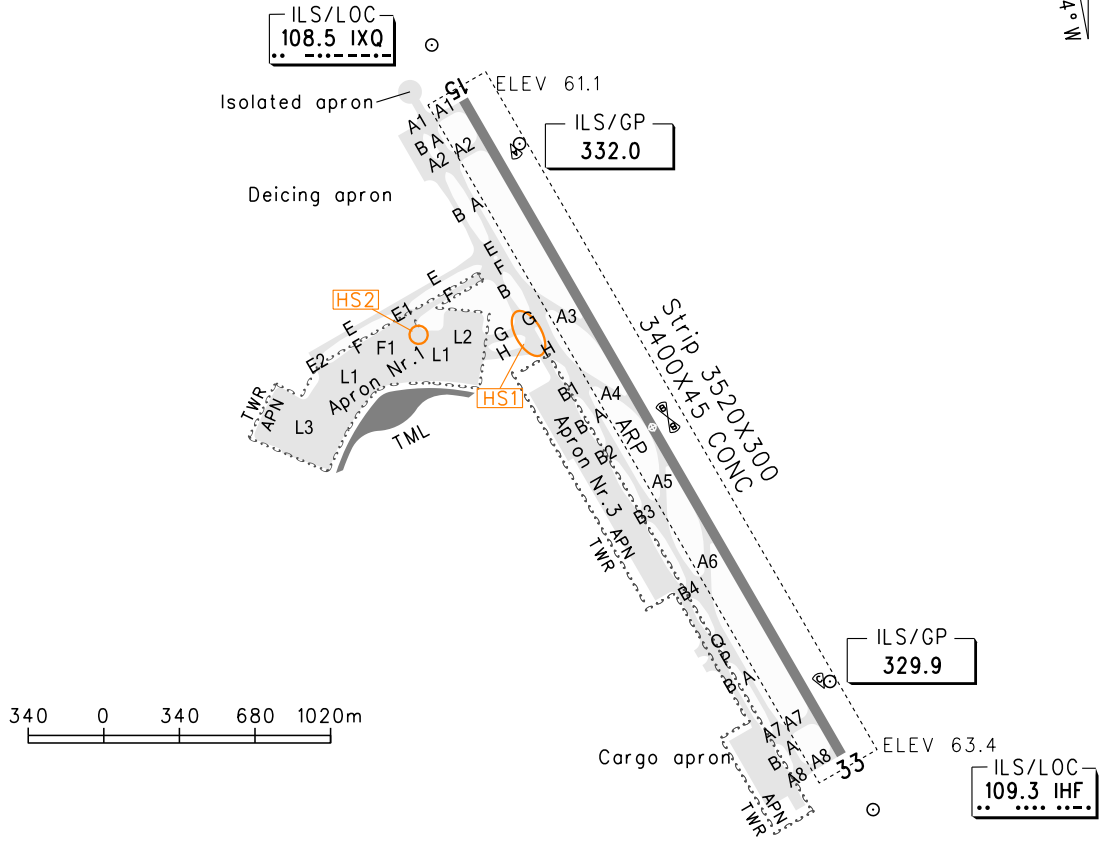 ILS/LOC
108.5 IXQ
4° W
15
ELEV 61.1
Isolated apron
A1
A1
ILS/GP
332.0
B
A
A2
A2
Deicing apron
B
A
E
E
F
B
F
HS2
E1
E
F
F1
L1
L2
E2
L1
Apron Nr.1
G
G
A3
H
H
Strip 3520X300
3400X45 CONC
HS1
TWR
APN
L3
TML
B1
A4
A
B
ARP
B2
Apron Nr.3
A5
B3
APN
TWR
A6
B4
Q
P
A
B
ILS/GP
329.9
340 0 340 680 1020m
A7
A7
A
B
A8
A8
33
ELEV 63.4
Cargo apron
APN
TWR
ILS/LOC
109.3 IHF